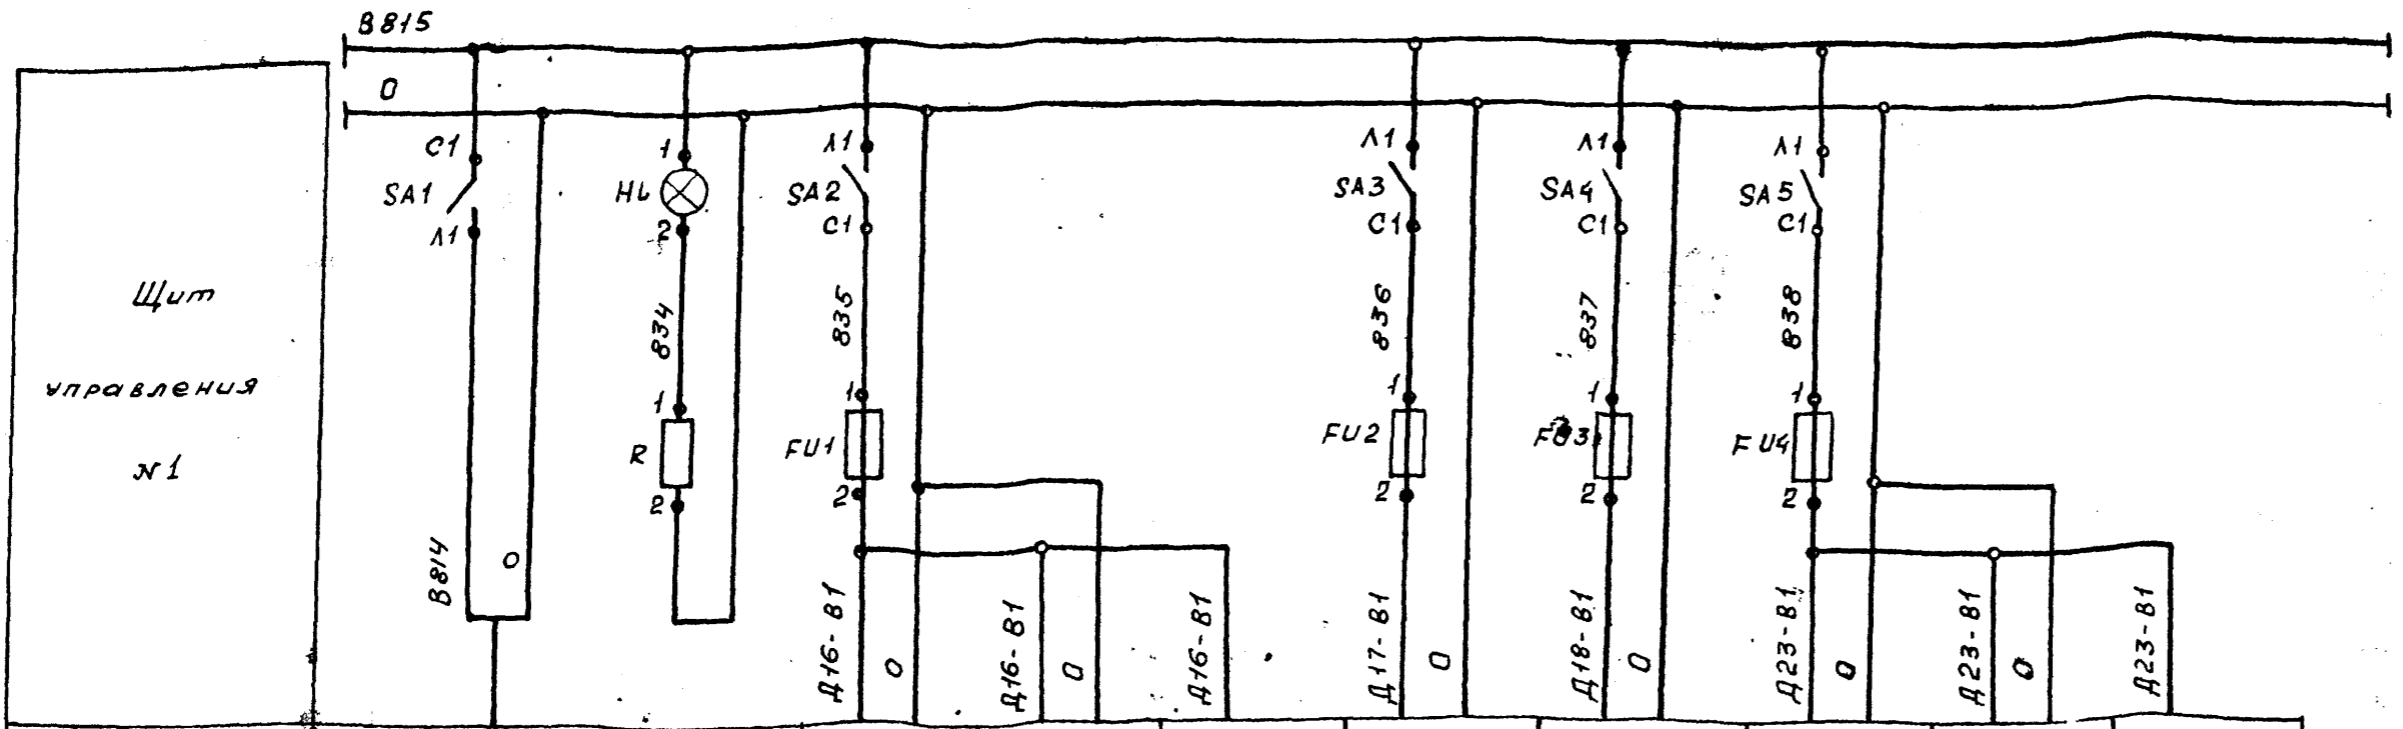 В815
0
Щит
управления
№1
С1
SA1
Л1
В814
0
1
HL
2
834
1
R
2
Л1
SA2
С1
835
1
FU1
2
Д16-В1
0
Д16-В1
0
Д16-В1
Л1
SA3
С1
836
1
FU2
2
Д17-В1
0
Л1
SA4
С1
837
1
FU3
2
Д18-В1
0
Л1
SA5
С1
838
1
FU4
2
Д23-В1
0
Д23-В1
0
Д23-В1